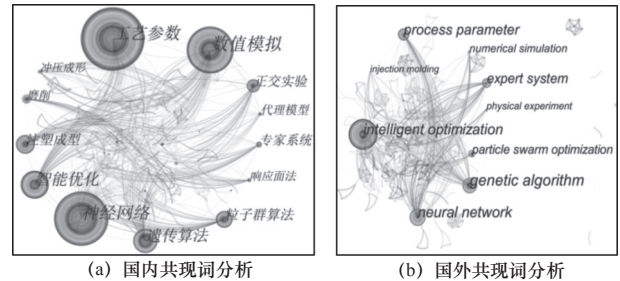 工艺参数
数值模拟
冲压成形
正交实验
磨削
代理模型
注塑成型
专家系统
智能优化
响应面法
神经网络
粒子群算法
遗传算法
(a) 国内共现词分析
process parameter
numerical simulation
injection molding
expert system
physical experiment
intelligent optimization
particle swarm optimization
genetic algorithm
neural network
(b) 国外共现词分析